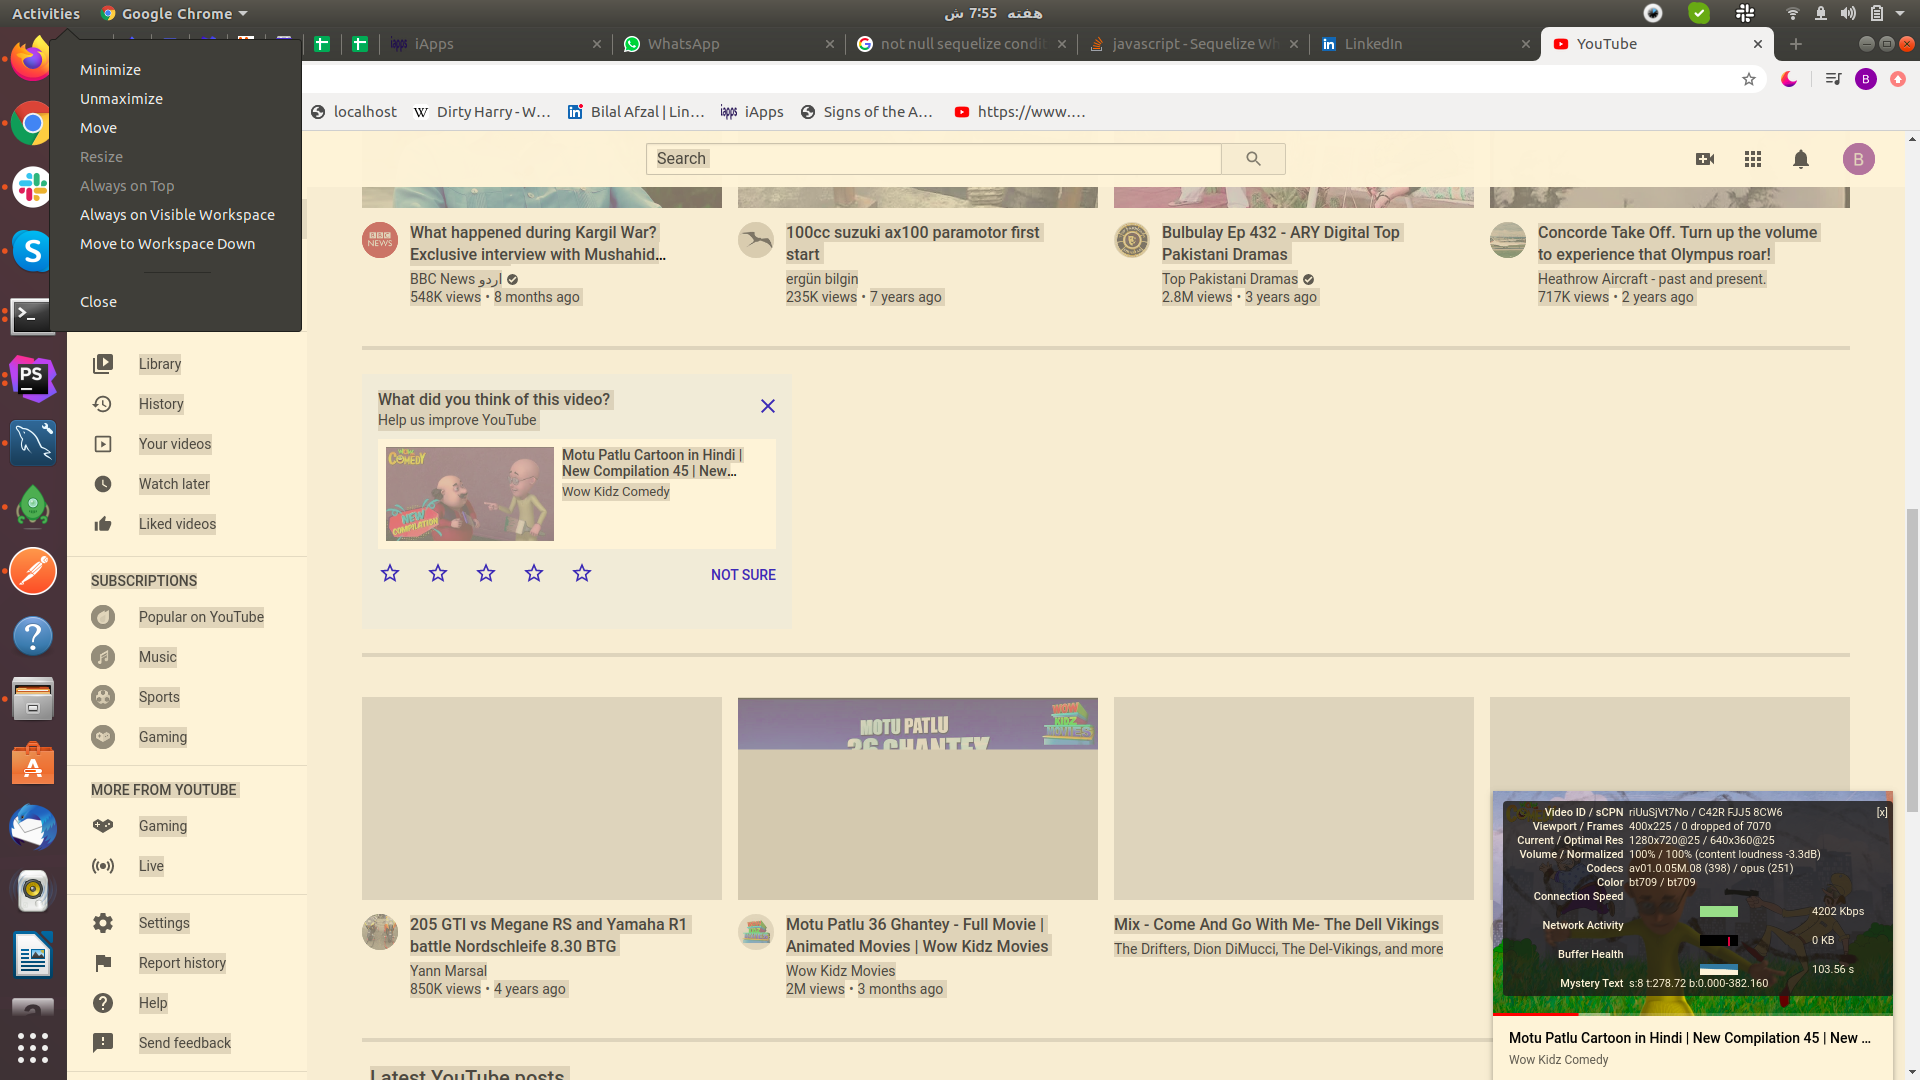 Activities
Google Chrome
هفته 7:55 ش
iApps
WhatsApp
not null sequelize condit
javascript - Sequelize Wh
LinkedIn
YouTube
Minimize
Unmaximize
Move
Resize
Always on Top
Always on Visible Workspace
Move to Workspace Down
Close
localhost
Dirty Harry - W...
Bilal Afzal | Lin...
iApps
Signs of the A...
https://www....
B
Search
B
What happened during Kargil War?
Exclusive interview with Mushahid...
BBC News اردو
548K views • 8 months ago
100cc suzuki ax100 paramotor first
start
ergün bilgin
235K views • 7 years ago
Bulbulay Ep 432 - ARY Digital Top
Pakistani Dramas
Top Pakistani Dramas
2.8M views • 3 years ago
Concorde Take Off. Turn up the volume
to experience that Olympus roar!
Heathrow Aircraft - past and present.
717K views • 2 years ago
BBC
NEWS
Library
History
Your videos
Watch later
Liked videos
SUBSCRIPTIONS
Popular on YouTube
Music
Sports
Gaming
MORE FROM YOUTUBE
Gaming
Live
Settings
Report history
Help
Send feedback
What did you think of this video?
Help us improve YouTube
COMEDY
NEW
COMPILATION
Motu Patlu Cartoon in Hindi |
New Compilation 45 | New...
Wow Kidz Comedy
NOT SURE
MOTU PATLU
36 GHANTEY
WOW
KIDZ
MOVIES
205 GTI vs Megane RS and Yamaha R1
battle Nordschleife 8.30 BTG
Yann Marsal
850K views • 4 years ago
Motu Patlu 36 Ghantey - Full Movie |
Animated Movies | Wow Kidz Movies
Wow Kidz Movies
2M views • 3 months ago
Mix - Come And Go With Me- The Dell Vikings
The Drifters, Dion DiMucci, The Del-Vikings, and more
Video ID / sCPN riUuSjVt7No / C42R FJJ5 8CW6
[x]
Viewport / Frames 400x225 / 0 dropped of 7070
Current / Optimal Res 1280x720@25 / 640x360@25
Volume / Normalized 100% / 100% (content loudness -3.3dB)
Codecs av01.0.05M.08 (398) / opus (251)
Color bt709 / bt709
Connection Speed 4202 Kbps
Network Activity 0 KB
Buffer Health 103.56 s
Mystery Text s:8 t:278.72 b:0.000-382.160
Motu Patlu Cartoon in Hindi | New Compilation 45 | New ...
Wow Kidz Comedy
Latest YouTube posts
PS